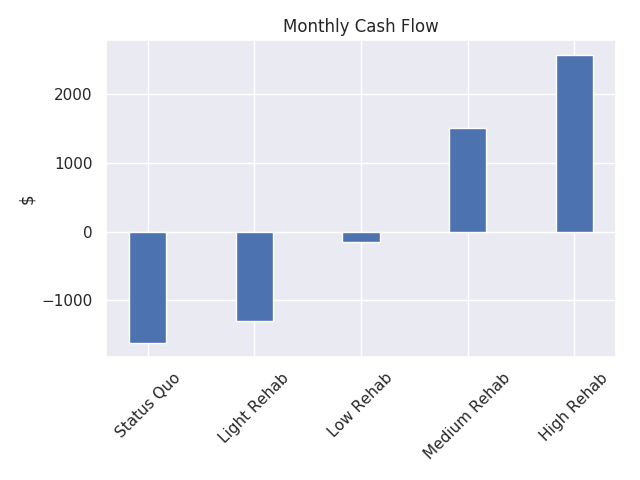 Monthly Cash Flow
2000
1000
0
−1000
$
Status Quo
Light Rehab
Low Rehab
Medium Rehab
High Rehab